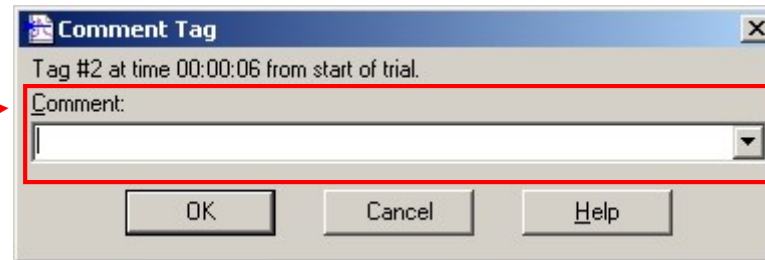 Comment Tag
Tag #2 at time 00:00:06 from start of trial.
Comment:
OK Cancel Help